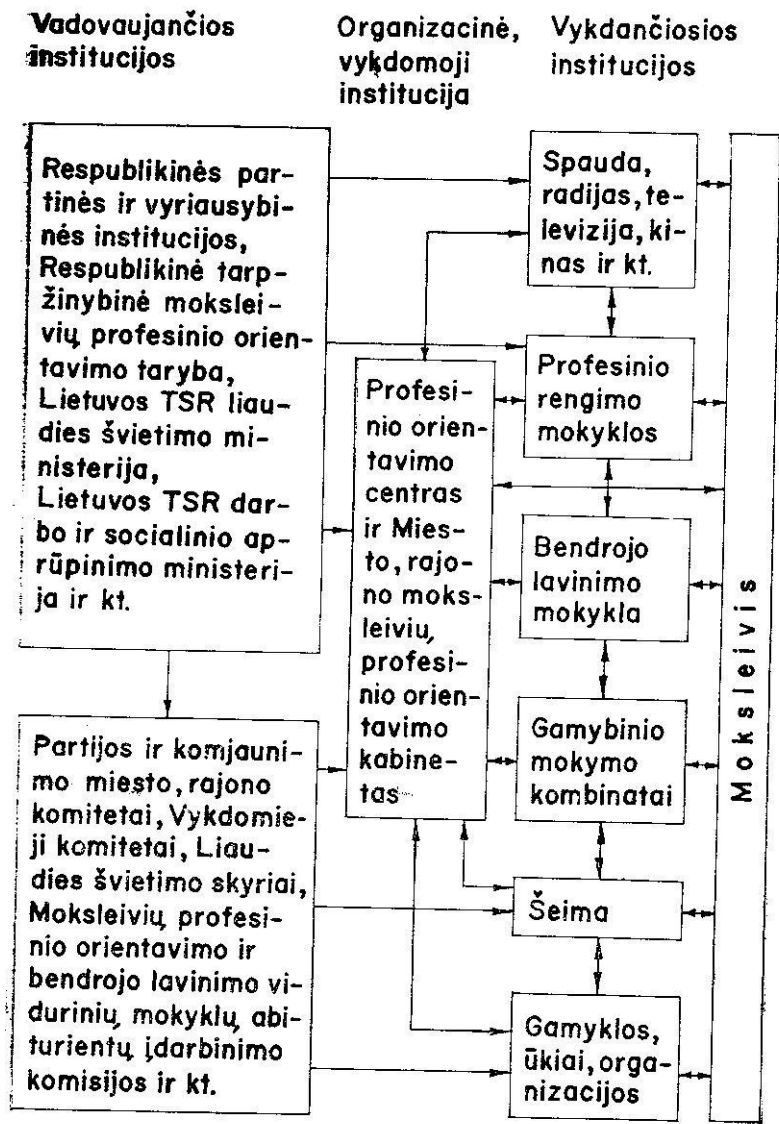 Vadovaujančios
institucijos
Organizacinė,
vykdomoji
institucija
Vykdančiosios
institucijos
Respublikinės par-
tinės ir vyriausybi-
nės institucijos,
Respublikinė tarp-
žinybinė mokslei-
vių profesinio orien-
tavimo taryba,
Lietuvos TSR liau-
dies švietimo mi-
nisterija,
Lietuvos TSR dar-
bo ir socialinio ap-
rūpinimo ministeri-
ja ir kt.
Partijos ir komjauni-
mo miesto, rajono
komitetai, Vykdomie-
ji komitetai, Liau-
dies švietimo skyriai,
Moksleivių profesi-
nio orientavimo ir
bendrojo lavinimo vi-
durinių mokyklų abi-
turientų įdarbinimo
komisijos ir kt.
Profesi-
nio orien-
tavimo
centras
ir Mies-
to, rajo-
no moks-
leivių
profesi-
nio orien-
tavimo
kabine-
tas
Spauda,
radijas, te-
levizija, ki-
nas ir kt.
Profesinio
rengimo
mokyklos
Bendrojo
lavinimo
mokykla
Gamybinio
mokymo
kombinatai
Šeima
Gamyklos,
ūkiai, orga-
nizacijos
Moksleivis